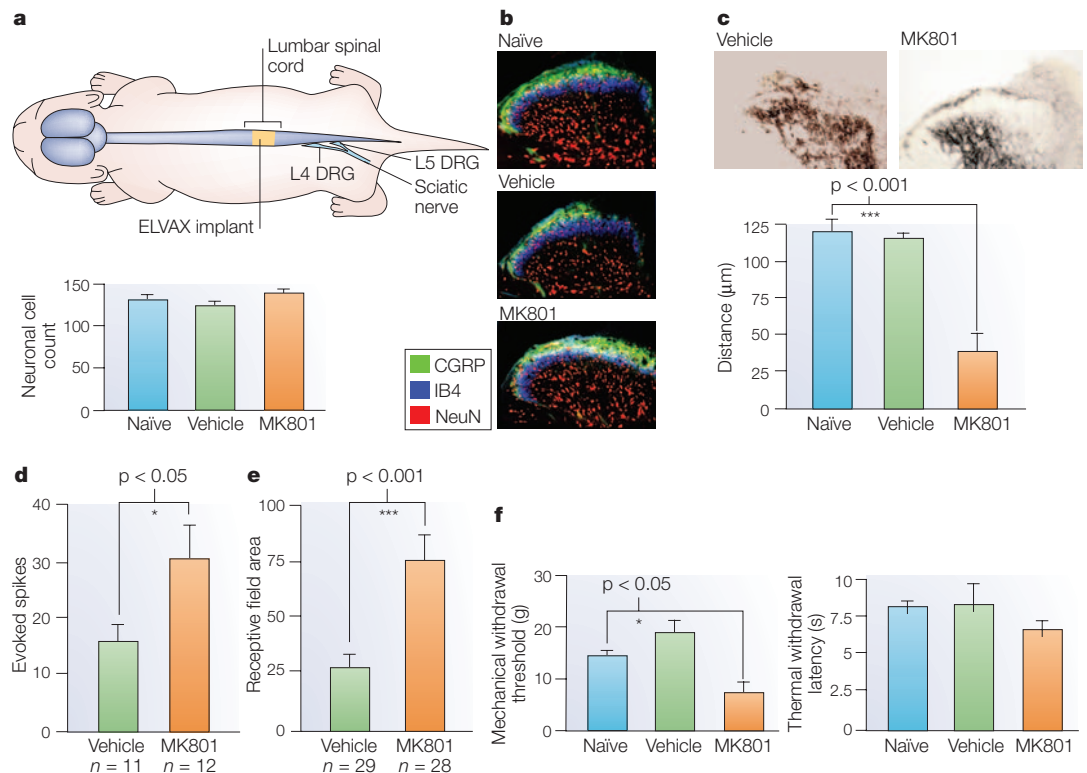 a
Lumbar spinal
cord
L5 DRG
L4 DRG
Sciatic
nerve
ELVAX implant
Neuronal cell
count
150
100
50
0
Naïve
Vehicle
MK801
b
Naïve
Vehicle
MK801
CGRP
IB4
NeuN
c
Vehicle
MK801
p < 0.001
***
Distance (µm)
125
100
75
50
25
0
Naïve
Vehicle
MK801
d
p < 0.05
*
Evoked spikes
40
30
20
10
0
Vehicle
n = 11
MK801
n = 12
e
p < 0.001
***
Receptive field area
100
75
50
25
0
Vehicle
n = 29
MK801
n = 28
f
p < 0.05
*
Mechanical withdrawal
threshold (g)
30
20
10
0
Naïve
Vehicle
MK801
Thermal withdrawal
latency (s)
10
7.5
5
2.5
0
Naïve
Vehicle
MK801